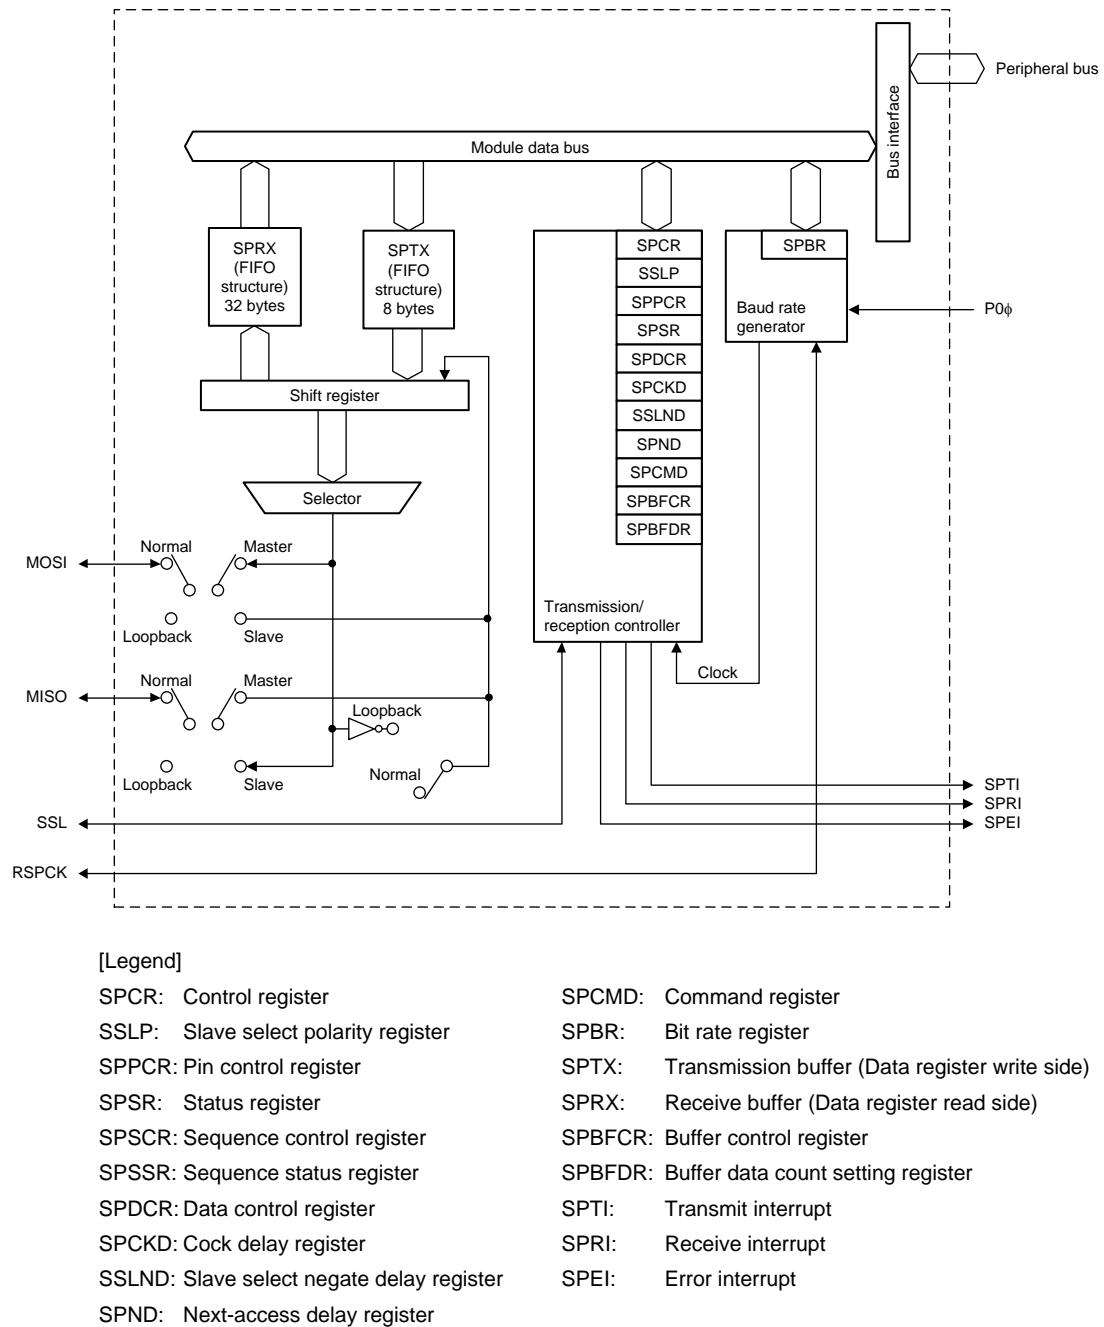 Peripheral bus
Bus interface
Module data bus
SPRX
(FIFO
structure)
32 bytes
SPTX
(FIFO
structure)
8 bytes
SPCR
SSLP
SPPCR
SPSR
SPDCR
SPCKD
SSLND
SPND
SPCMD
SPBFCR
SPBFDR
Transmission/
reception controller
SPBR
Baud rate
generator
P0ϕ
Shift register
Selector
MOSI
Normal
Master
Loopback
Slave
MISO
Normal
Master
Loopback
Loopback
Slave
Normal
Clock
SSL
RSPCK
SPTI
SPRI
SPEI
[Legend]
SPCR: Control register
SSLP: Slave select polarity register
SPPCR: Pin control register
SPSR: Status register
SPSCR: Sequence control register
SPSSR: Sequence status register
SPDCR: Data control register
SPCKD: Cock delay register
SSLND: Slave select negate delay register
SPND: Next-access delay register
SPCMD: Command register
SPBR: Bit rate register
SPTX: Transmission buffer (Data register write side)
SPRX: Receive buffer (Data register read side)
SPBFCR: Buffer control register
SPBFDR: Buffer data count setting register
SPTI: Transmit interrupt
SPRI: Receive interrupt
SPEI: Error interrupt